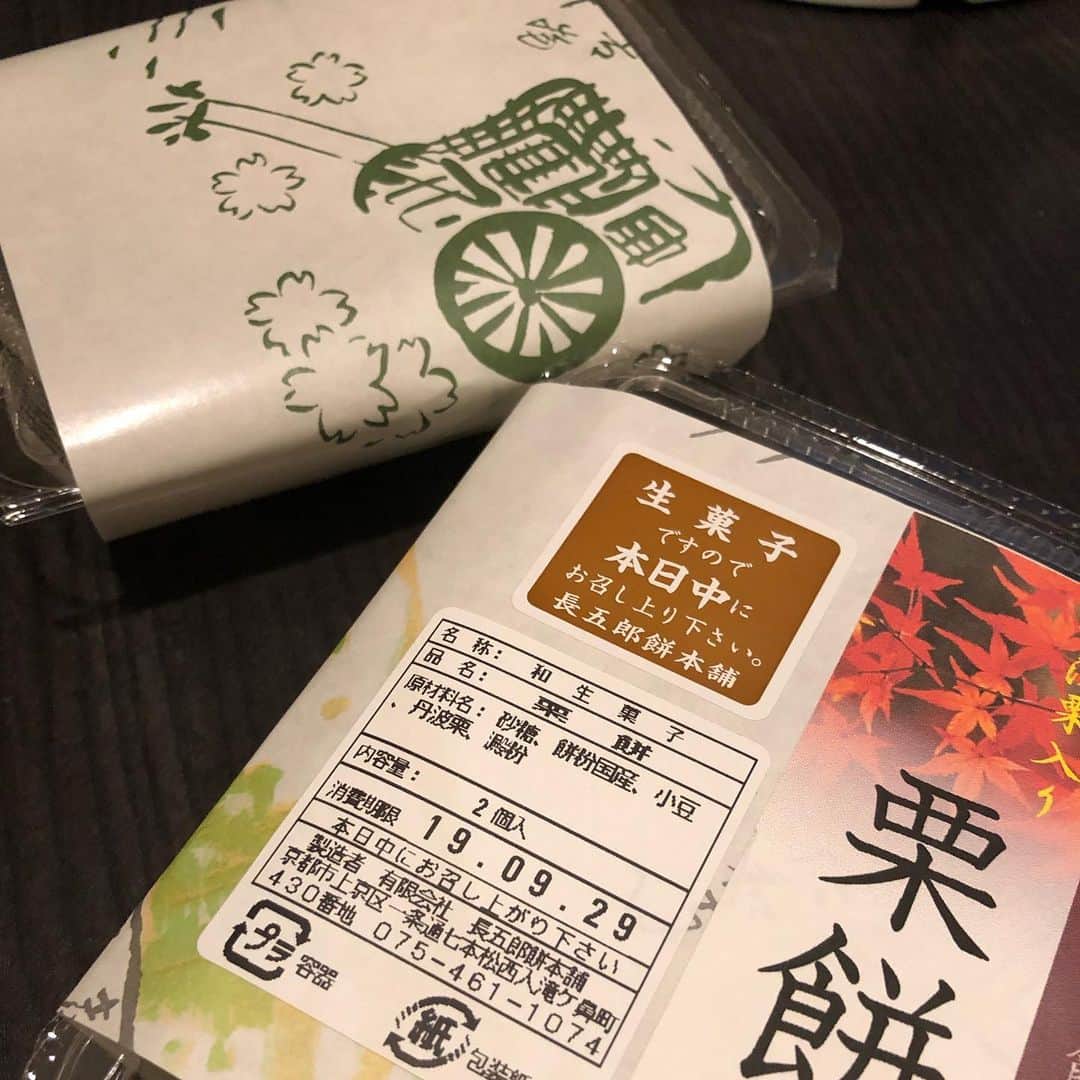 生菓子
ですので
本日中に
お召し上り下さい。
長五郎餅本舗
名称: 和生菓子
品名: 栗餅
原材料名: 砂糖、餅粉国産、小豆
、丹波栗、澱粉
内容量: 2個入
消費期限 19.09.29
本日中にお召し上がり下さい
製造者 有限会社 長五郎餅本舗
京都市上京区一条通七本松西入滝ケ鼻町
430番地 075-461-1074
プラ
容器
紙
包装紙
栗入り
栗餅